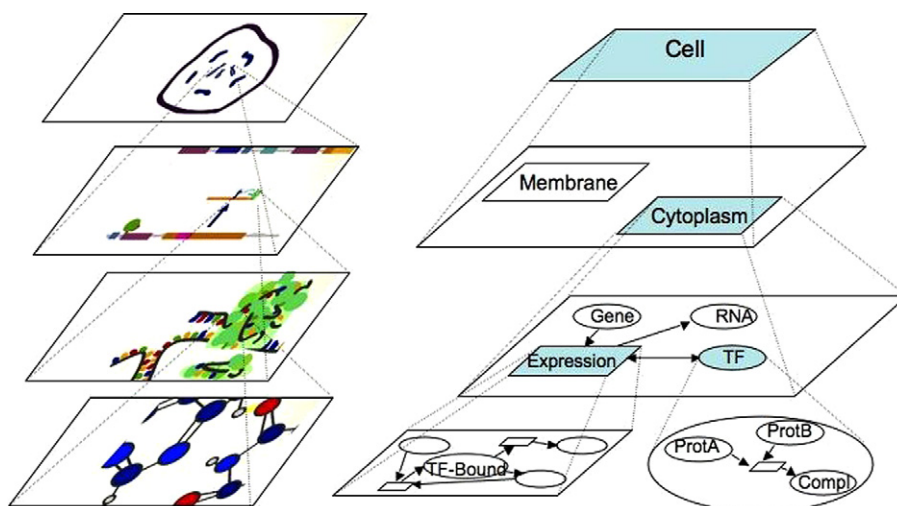 Cell
Membrane
Cytoplasm
Gene
RNA
Expression
TF
TF-Bound
ProtA
ProtB
Compl